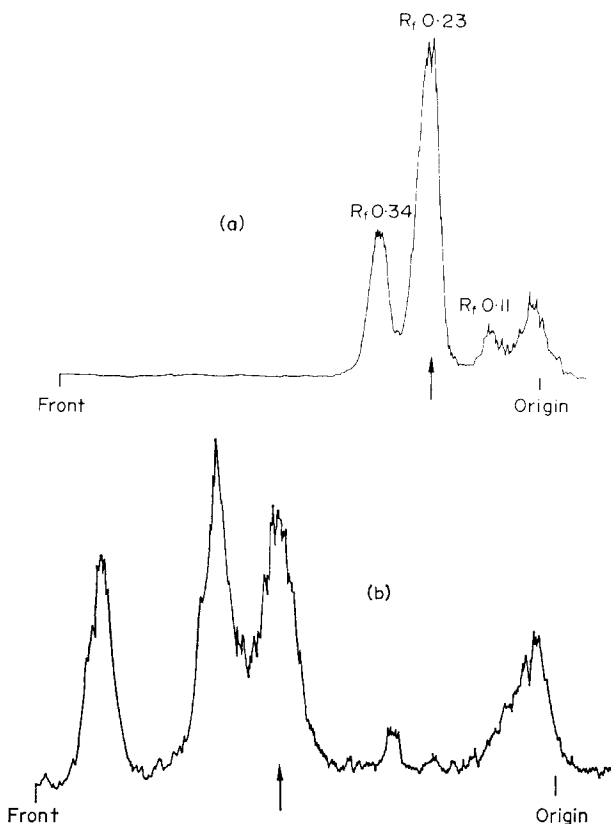 Rf 0·23
(a)
Rf 0·34
Rf 0·11
Front
Origin
(b)
Front
Origin